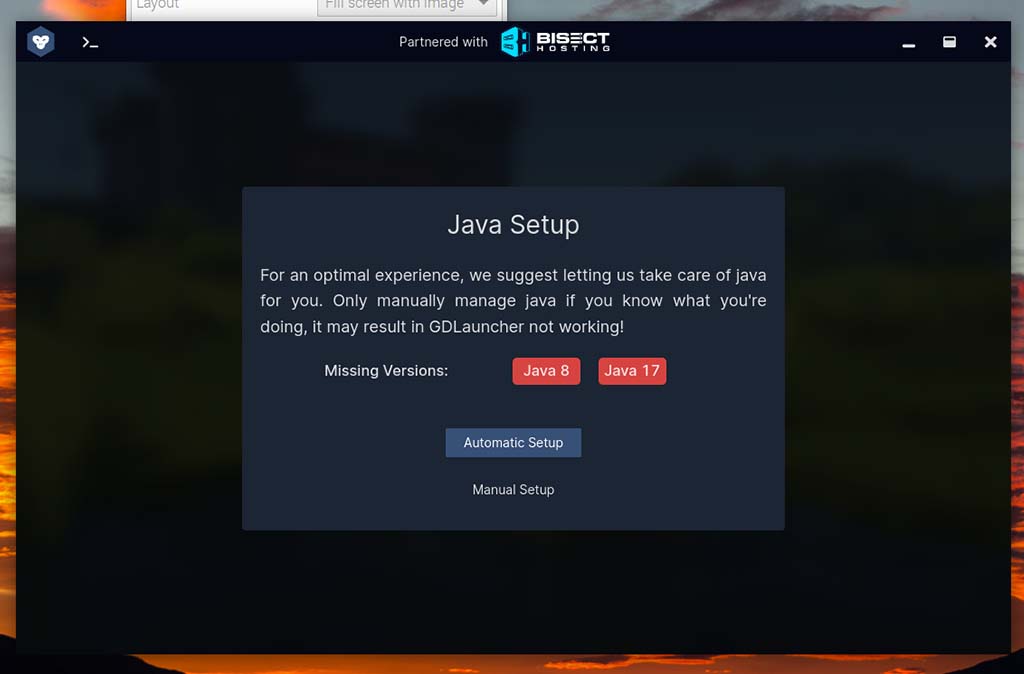 Layout
Fill screen with image
>_
Partnered with BISECT HOSTING
Java Setup
For an optimal experience, we suggest letting us take care of java
for you. Only manually manage java if you know what you're
doing, it may result in GDLauncher not working!
Missing Versions: Java 8 Java 17
Automatic Setup
Manual Setup